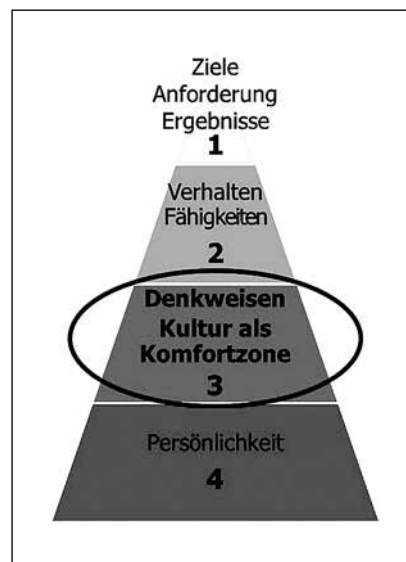 Ziele
Anforderung
Ergebnisse
1
Verhalten
Fähigkeiten
2
Denkweisen
Kultur als
Komfortzone
3
Persönlichkeit
4